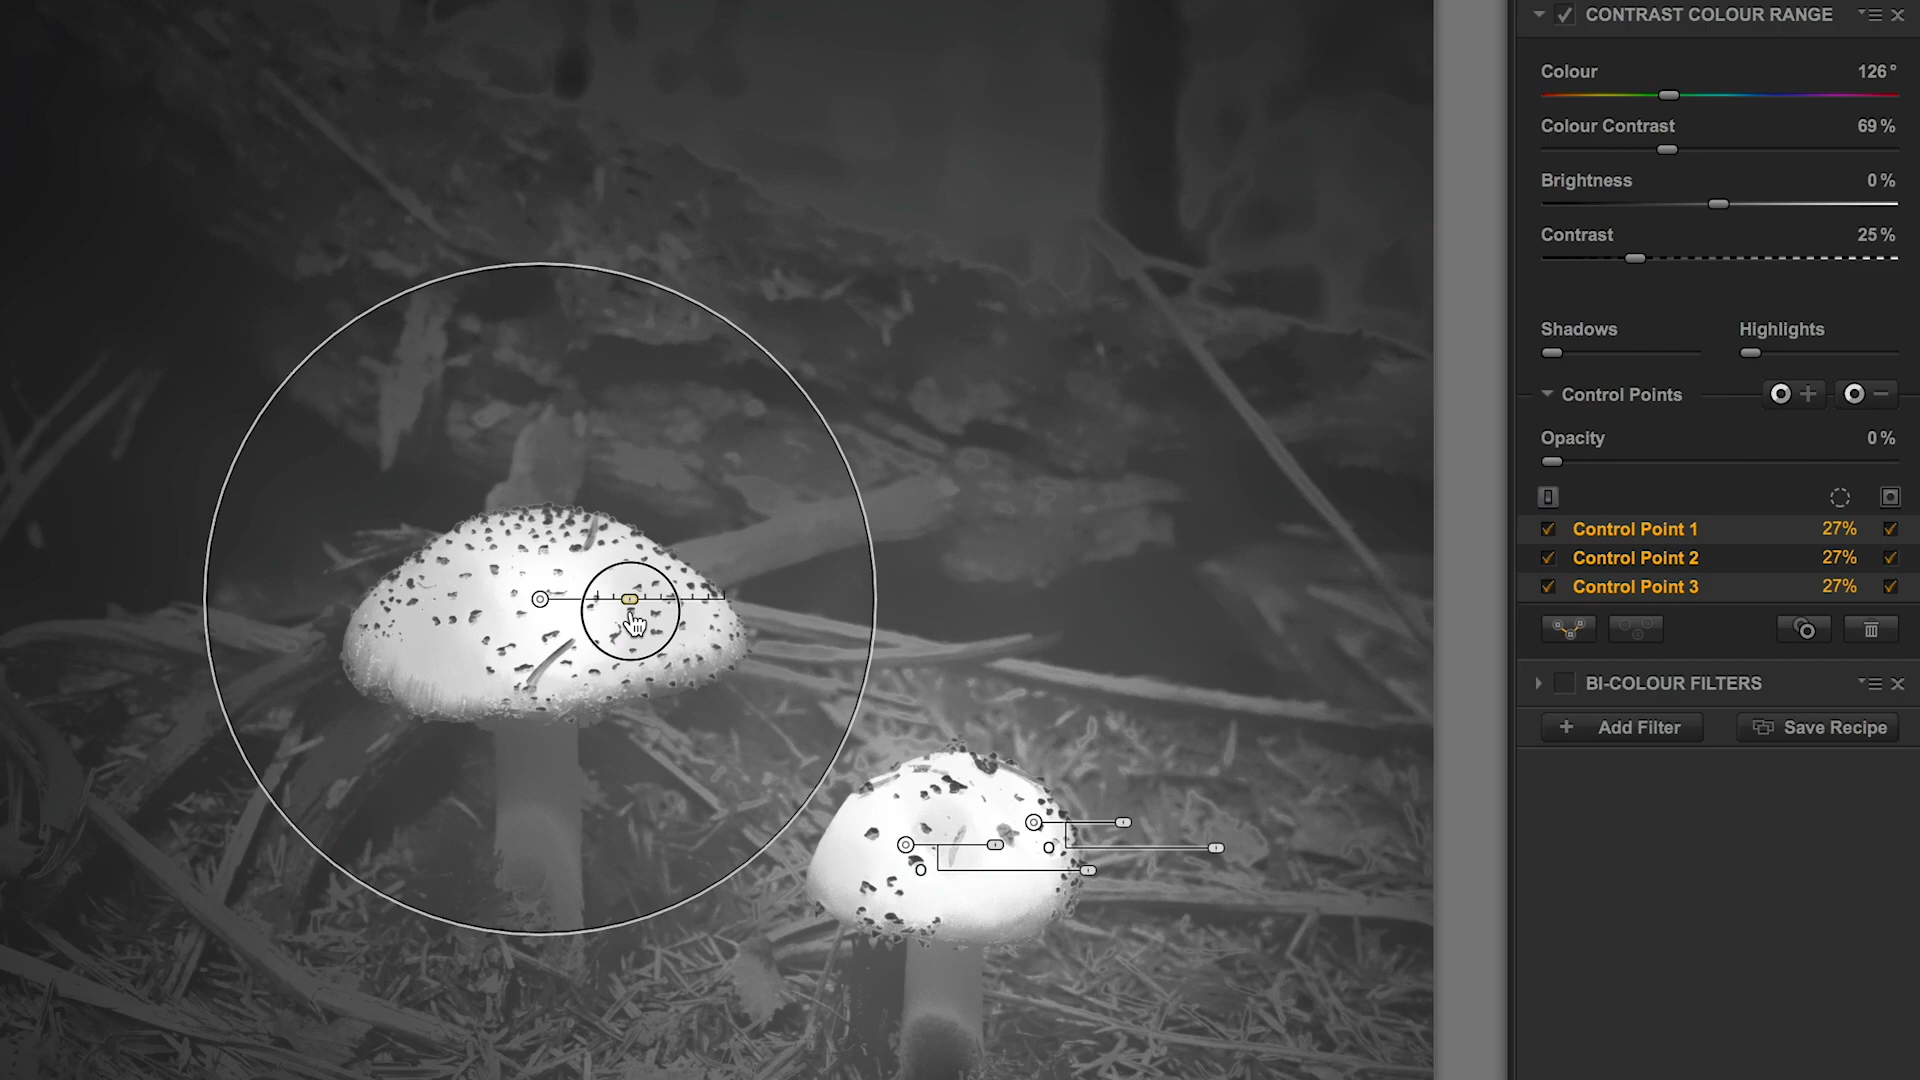 CONTRAST COLOUR RANGE
Colour 126°
Colour Contrast 69 %
Brightness 0 %
Contrast 25 %
Shadows Highlights
Control Points
Opacity 0 %
Control Point 1 27%
Control Point 2 27%
Control Point 3 27%
BI-COLOUR FILTERS
Add Filter Save Recipe